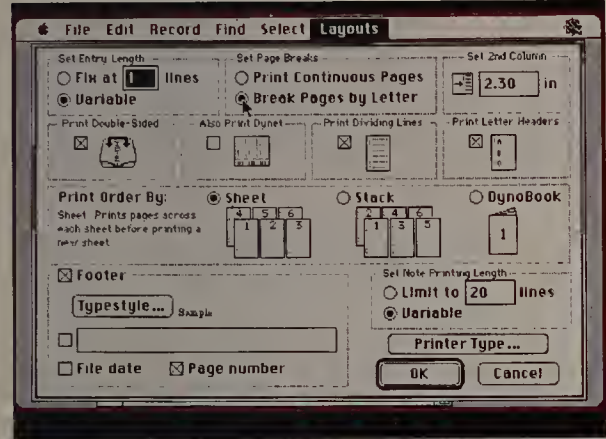 File Edit Record Find Select Layouts
Set Entry Length
Fix at 1 lines
Variable
Set Page Breaks
Print Continuous Pages
Break Pages by Letter
Set 2nd Column
2.30 in
Print Double-Sided
Also Print Dynet
Print Dividing Lines
Print Letter Headers
Print Order By:
Sheet Prints pages across
each sheet before printing a
new sheet
Sheet
4 5 6
1 2 3
Stack
2 4 6
1 3 5
DynoBook
1
Footer
Typestyle... Sample
File date
Page number
Set Note Printing Length
Limit to 20 lines
Variable
Printer Type...
OK
Cancel